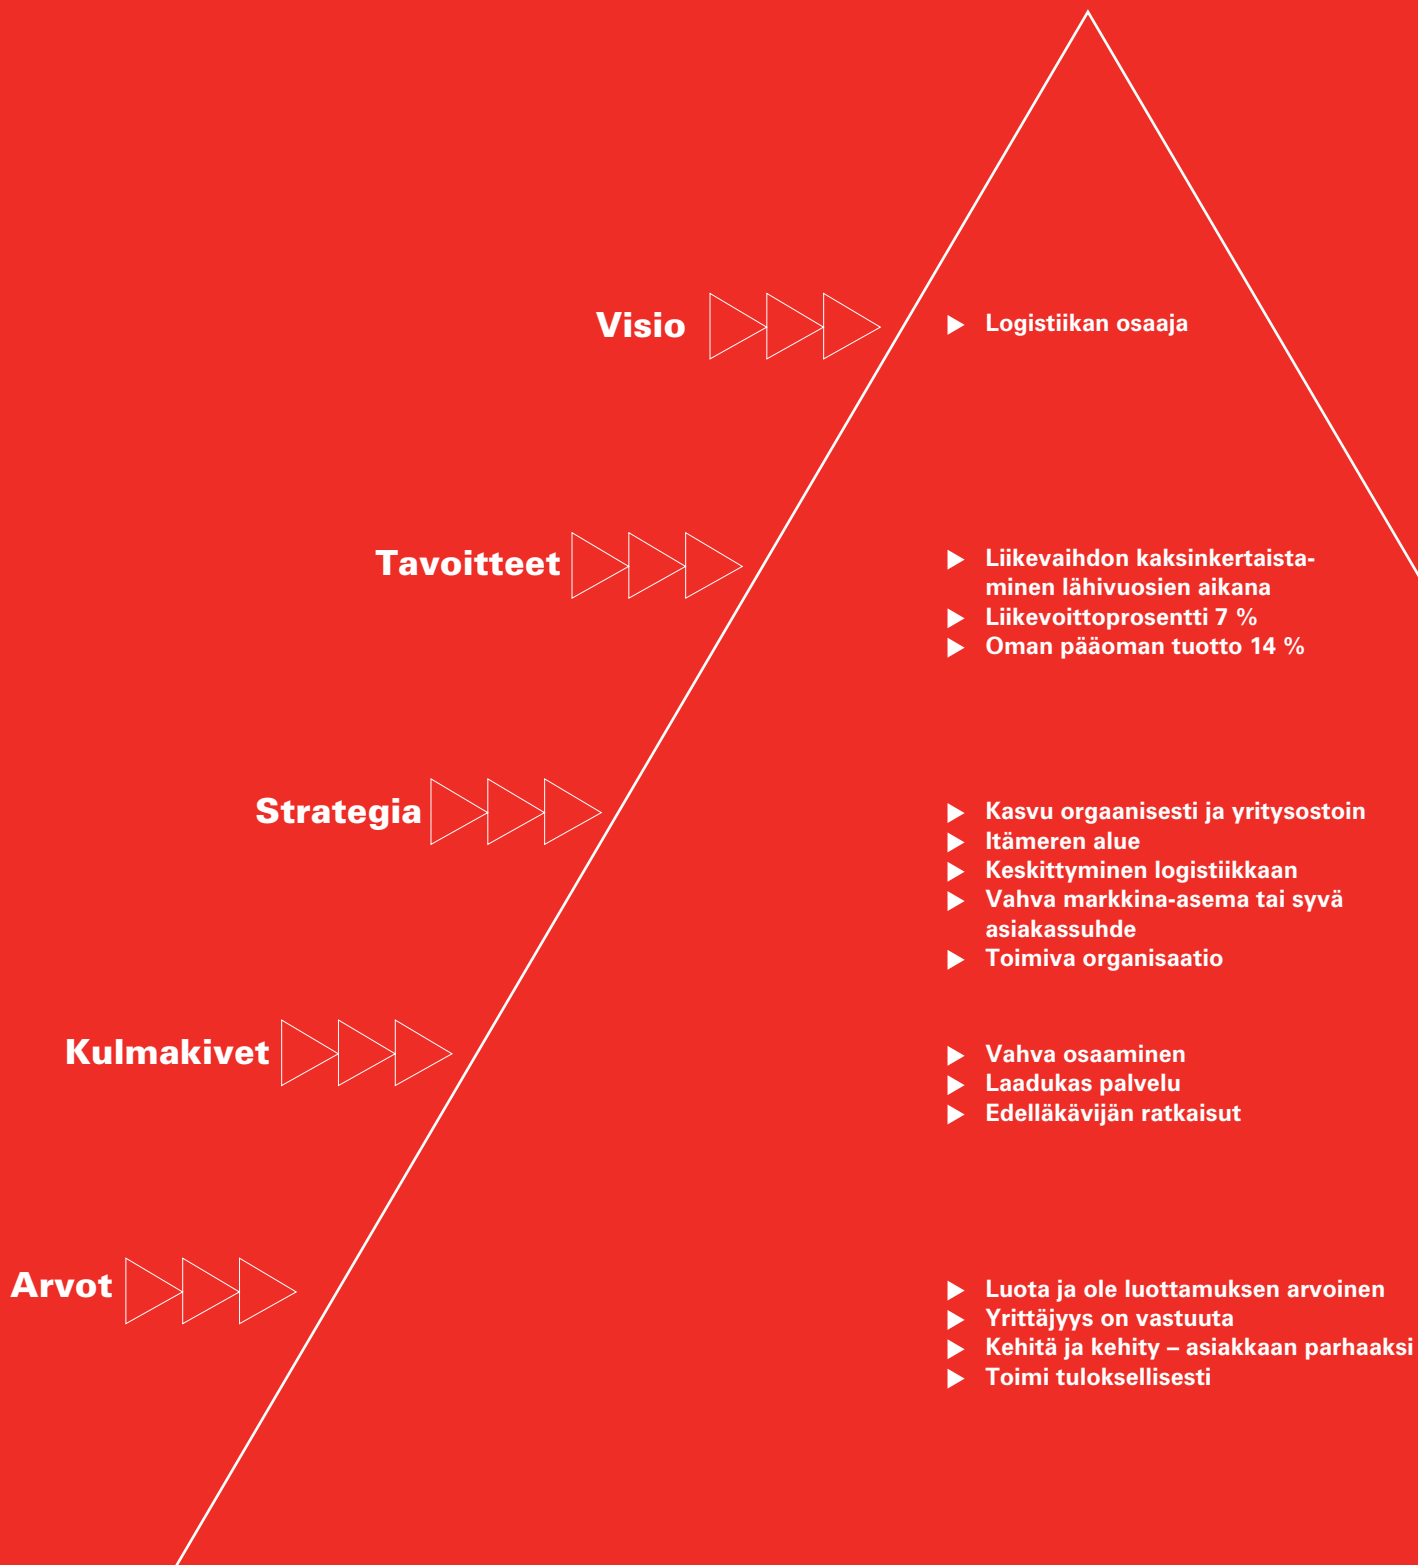 Visio
Logistiikan osaaja
Tavoitteet
Liikevaihdon kaksinkertaista-
minen lähivuosien aikana
Liikevoittoprosentti 7 %
Oman pääoman tuotto 14 %
Strategia
Kasvu orgaanisesti ja yritysostoin
Itämeren alue
Keskittyminen logistiikkaan
Vahva markkina-asema tai syvä
asiakassuhde
Toimiva organisaatio
Kulmakivet
Vahva osaaminen
Laadukas palvelu
Edelläkävijän ratkaisut
Arvot
Luota ja ole luottamuksen arvoinen
Yrittäjyys on vastuuta
Kehitä ja kehity – asiakkaan parhaaksi
Toimi tuloksellisesti